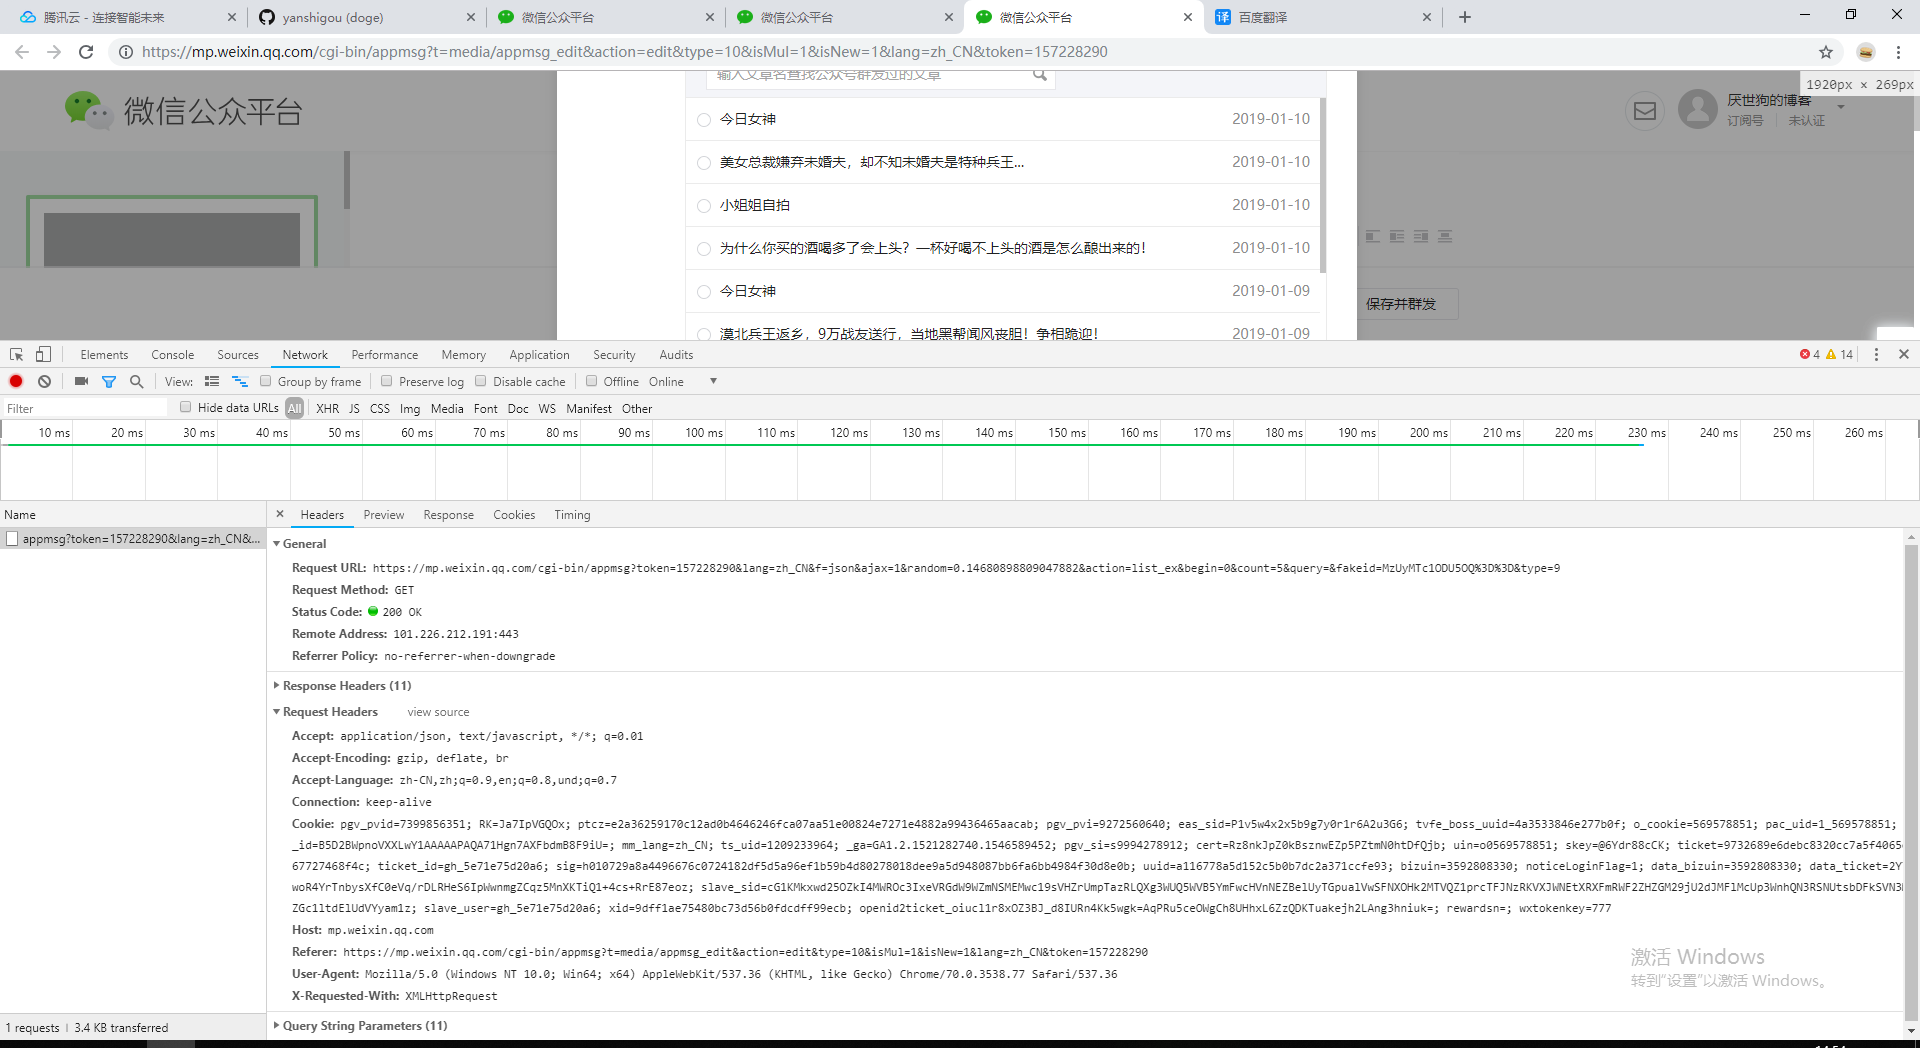 腾讯云 - 连接智能未来
yanshigou (doge)
微信公众平台
微信公众平台
微信公众平台
百度翻译
https://mp.weixin.qq.com/cgi-bin/appmsg?t=media/appmsg_edit&action=edit&type=10&isMul=1&isNew=1&lang=zh_CN&token=157228290
1920px × 269px
微信公众平台
输入文章名查找公众号群发过的文章
厌世狗的博客
订阅号 未认证
今日女神 2019-01-10
美女总裁嫌弃未婚夫，却不知未婚夫是特种兵王... 2019-01-10
小姐姐自拍 2019-01-10
为什么你买的酒喝多了会上头？一杯好喝不上头的酒是怎么酿出来的！ 2019-01-10
今日女神 2019-01-09
漠北兵王返乡，9万战友送行，当地黑帮闻风丧胆！争相跪迎！ 2019-01-09
保存并群发
Elements Console Sources Network Performance Memory Application Security Audits 4 14
View: Group by frame Preserve log Disable cache Offline Online
Filter Hide data URLs All XHR JS CSS Img Media Font Doc WS Manifest Other
10 ms 20 ms 30 ms 40 ms 50 ms 60 ms 70 ms 80 ms 90 ms 100 ms 110 ms 120 ms 130 ms 140 ms 150 ms 160 ms 170 ms 180 ms 190 ms 200 ms 210 ms 220 ms 230 ms 240 ms 250 ms 260 ms
Name
Headers Preview Response Cookies Timing
appmsg?token=157228290&lang=zh_CN&...
General
Request URL: https://mp.weixin.qq.com/cgi-bin/appmsg?token=157228290&lang=zh_CN&f=json&ajax=1&random=0.14680898809047882&action=list_ex&begin=0&count=5&query=&fakeid=MzUyMTc1ODU5OQ%3D%3D&type=9
Request Method: GET
Status Code: 200 OK
Remote Address: 101.226.212.191:443
Referrer Policy: no-referrer-when-downgrade
Response Headers (11)
Request Headers view source
Accept: application/json, text/javascript, */*; q=0.01
Accept-Encoding: gzip, deflate, br
Accept-Language: zh-CN,zh;q=0.9,en;q=0.8,und;q=0.7
Connection: keep-alive
Cookie: pgv_pvid=7399856351; RK=Ja7IpVGQOx; ptcz=e2a36259170c12ad0b4646246fca07aa51e00824e7271e4882a99436465aacab; pgv_pvi=9272560640; eas_sid=P1v5w4x2x5b9g7y0r1r6A2u3G6; tvfe_boss_uuid=4a3533846e277b0f; o_cookie=569578851; pac_uid=1_569578851;
_id=B5D2BWpnoVXXLwY1AAAAAPAQA71Hgn7AXFbdmB8F9iU=; mm_lang=zh_CN; ts_uid=1209233964; _ga=GA1.2.1521282740.1546589452; pgv_si=s9994278912; cert=Rz8nkJpZ0kBsznwEZp5PZtmN0htDfQjb; uin=o0569578851; skey=@6Ydr88cCK; ticket=9732689e6debc8320cc7a5f4065
67727468f4c; ticket_id=gh_5e71e75d20a6; sig=h010729a8a4496676c0724182df5d5a96ef1b59b4d80278018dee9a5d948087bb6fa6bb4984f30d8e0b; uuid=a116778a5d152c5b0b7dc2a371ccfe93; bizuin=3592808330; noticeLoginFlag=1; data_bizuin=3592808330; data_ticket=2Y
woR4YrTnbysXfC0eVq/rDLRHeS6IpWwnmgZCqz5MnXKTiQ1+4cs+RrE87eoz; slave_sid=cG1KMkxwd25OZkI4MWROc3IxeVRGdW9WZmNSMEMwc19sVHZrUmpTazRLQXg3WUQ5WVB5YmFwcHVnNEZBelUyTGpualVwSFNXOHk2MTVQZ1prcTFJNzRKVXJWNEtXRXFmRWF2ZHZGM29jU2dJMFlMcUp3WnhQN3RSNUtsbDFkSVN3
ZGc1ltdElUdVYyam1z; slave_user=gh_5e71e75d20a6; xid=9dff1ae75480bc73d56b0fdcdff99ecb; openid2ticket_oiucl1r8xOZ3BJ_d8IURn4Kk5wgk=AqPRu5ceOWgCh8UHhxL6ZzQDKTuakejh2LAng3hniuk=; rewardsn=; wxtokenkey=777
Host: mp.weixin.qq.com
Referer: https://mp.weixin.qq.com/cgi-bin/appmsg?t=media/appmsg_edit&action=edit&type=10&isMul=1&isNew=1&lang=zh_CN&token=157228290
User-Agent: Mozilla/5.0 (Windows NT 10.0; Win64; x64) AppleWebKit/537.36 (KHTML, like Gecko) Chrome/70.0.3538.77 Safari/537.36
X-Requested-With: XMLHttpRequest
激活 Windows
转到"设置"以激活 Windows。
Query String Parameters (11)
1 requests | 3.4 KB transferred